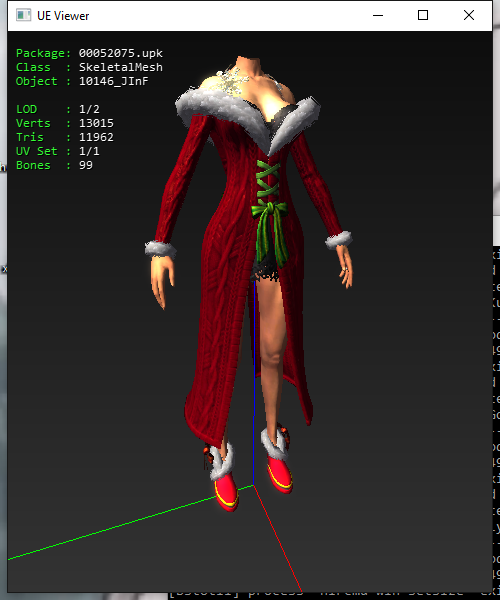 UE Viewer
Package: 00052075.upk
Class : SkeletalMesh
Object : 10146_JInF
LOD : 1/2
Verts : 13015
Tris : 11962
UV Set : 1/1
Bones : 99